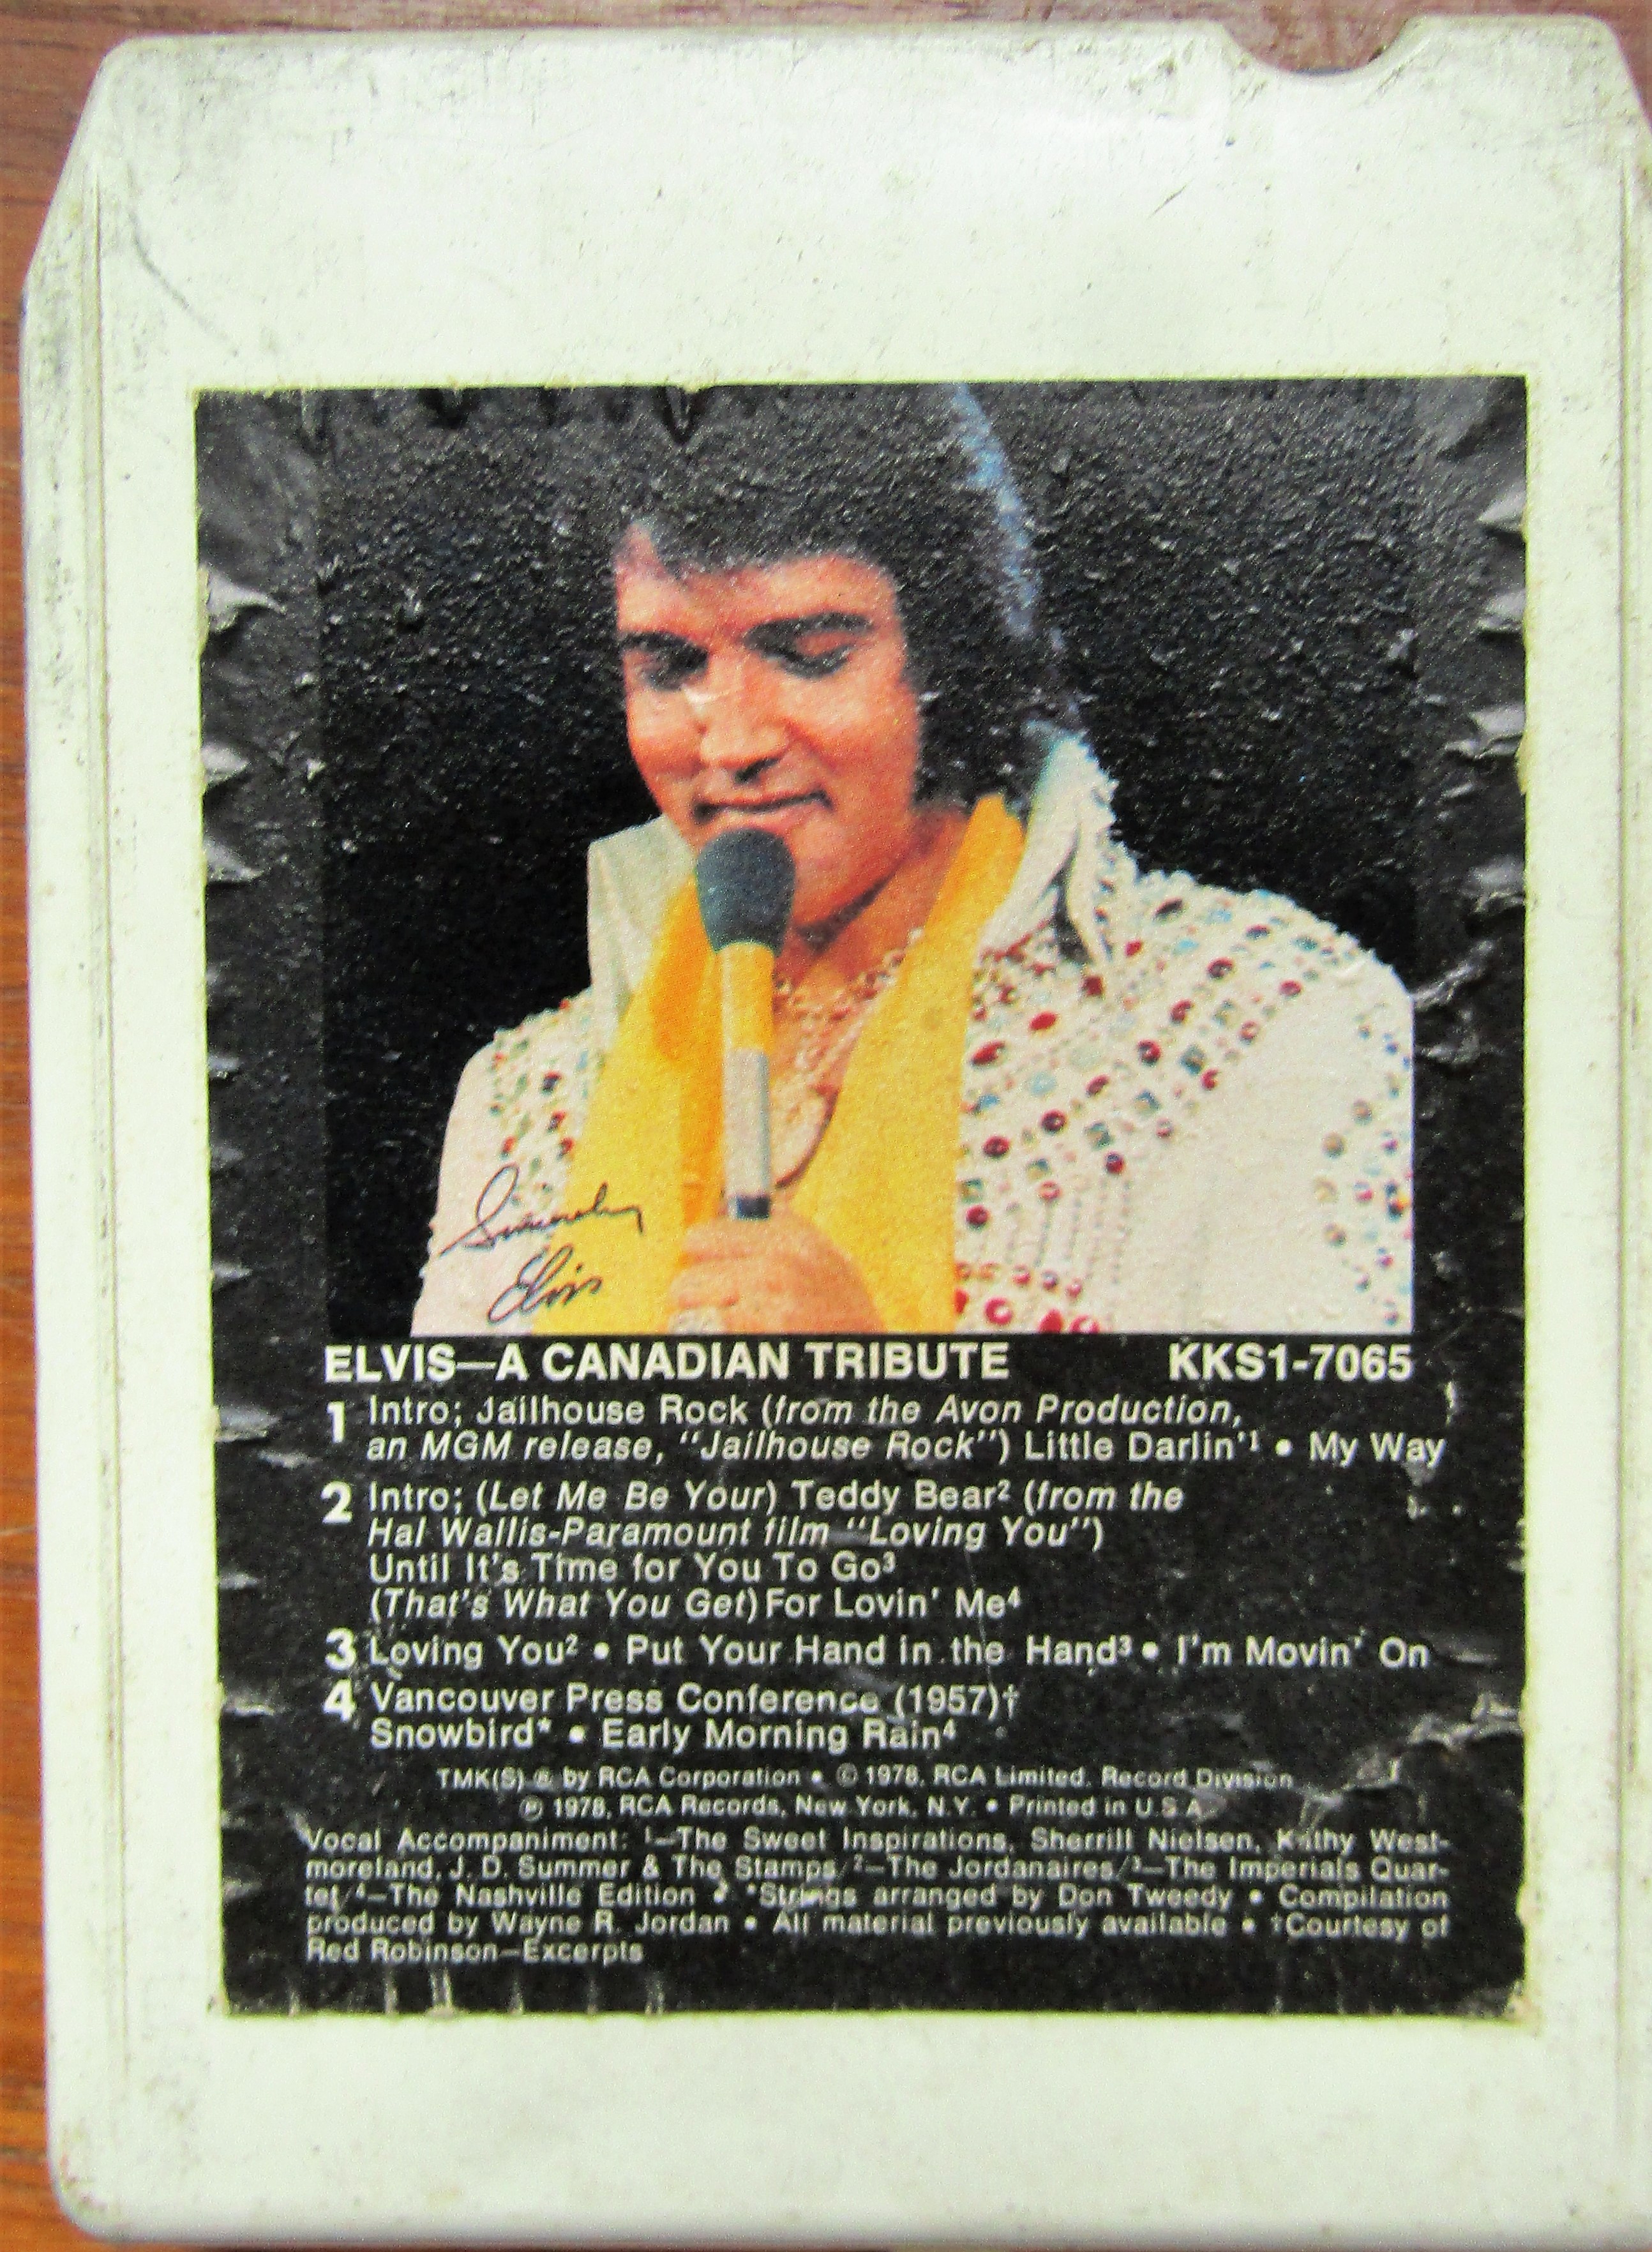 Sincerely
Elvis
ELVIS—A CANADIAN TRIBUTE KKS1-7065
1 Intro; Jailhouse Rock (from the Avon Production,
an MGM release, "Jailhouse Rock") Little Darlin'¹ • My Way
2 Intro; (Let Me Be Your) Teddy Bear² (from the
Hal Wallis-Paramount film "Loving You")
Until It's Time for You To Go³
(That's What You Get) For Lovin' Me⁴
3 Loving You² • Put Your Hand in the Hand³ • I'm Movin' On
4 Vancouver Press Conference (1957)†
Snowbird* • Early Morning Rain⁴
TMK(S) ® by RCA Corporation • © 1978, RCA Limited. Record Division
℗ 1978, RCA Records, New York, N.Y. • Printed in U.S.A.
Vocal Accompaniment: ¹—The Sweet Inspirations, Sherrill Nielsen, Kathy West-
moreland, J. D. Summer & The Stamps/²—The Jordanaires/³—The Imperials Quar-
tet/⁴—The Nashville Edition • *Strings arranged by Don Tweedy • Compilation
produced by Wayne R. Jordan • All material previously available • †Courtesy of
Red Robinson—Excerpts